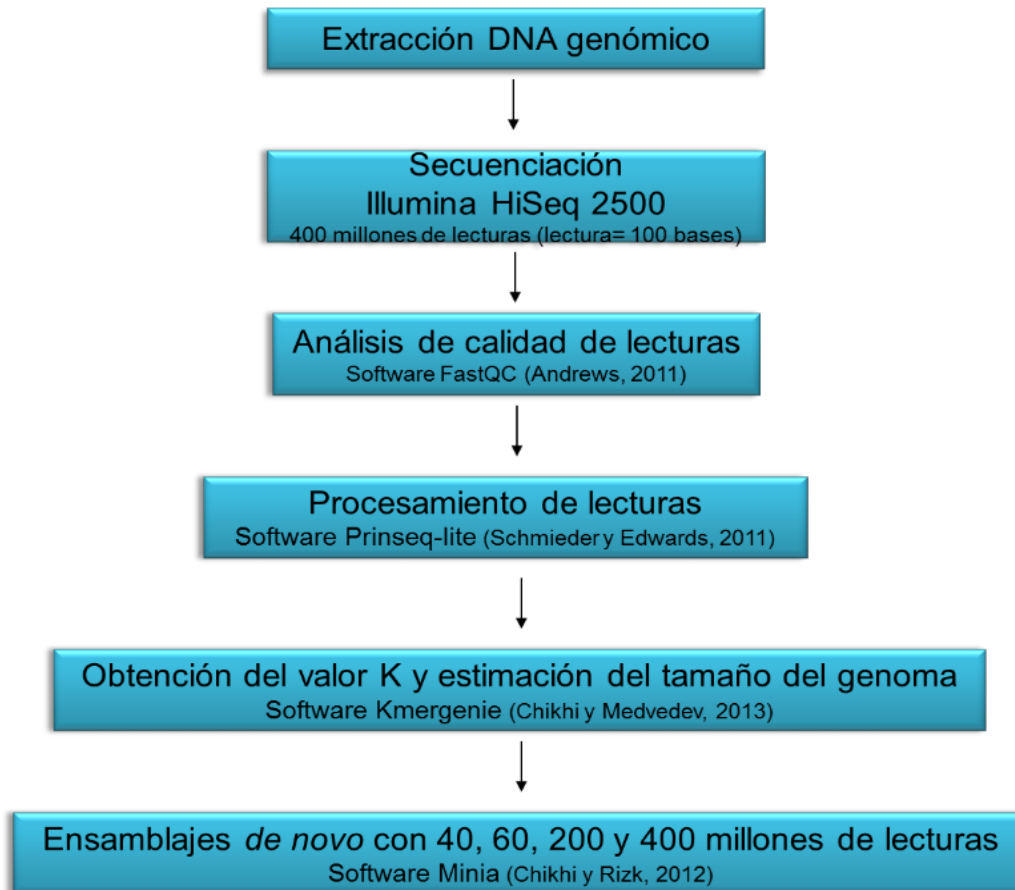 Extracción DNA genómico
Secuenciación
Illumina HiSeq 2500
400 millones de lecturas (lectura= 100 bases)
Análisis de calidad de lecturas
Software FastQC (Andrews, 2011)
Procesamiento de lecturas
Software Prinseq-lite (Schmieder y Edwards, 2011)
Obtención del valor K y estimación del tamaño del genoma
Software Kmergenie (Chikhi y Medvedev, 2013)
Ensamblajes de novo con 40, 60, 200 y 400 millones de lecturas
Software Minia (Chikhi y Rizk, 2012)